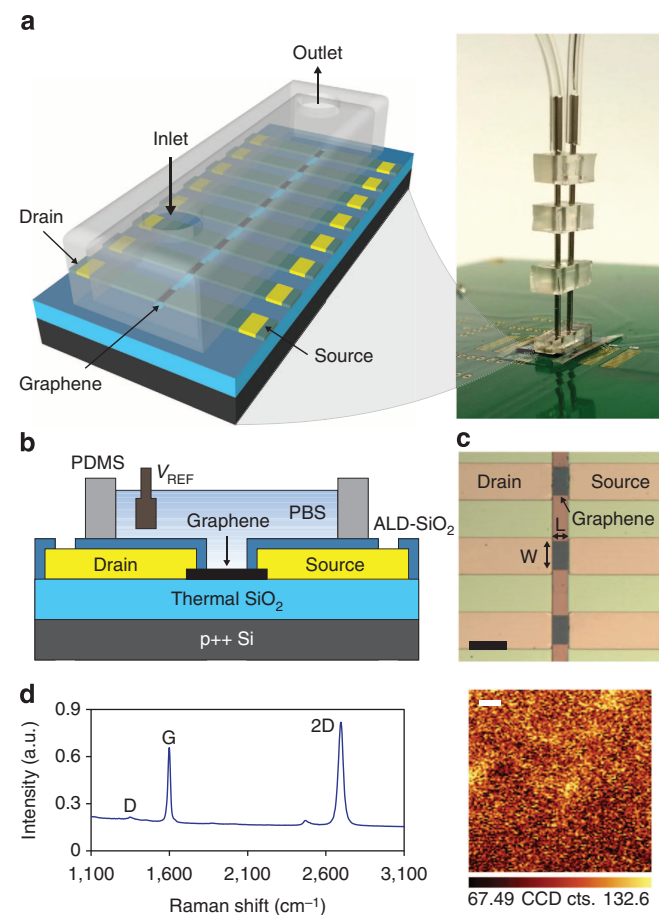 a
Outlet
Inlet
Drain
Source
Graphene
b
PDMS
V_REF
PBS
Graphene
ALD-SiO₂
Drain
Source
Thermal SiO₂
p++ Si
c
Drain
Source
Graphene
L
W
d
Intensity (a.u.)
0.9
0.6
0.3
0
D
G
2D
1,100 1,600 2,100 2,600 3,100
Raman shift (cm⁻¹)
67.49 CCD cts. 132.6